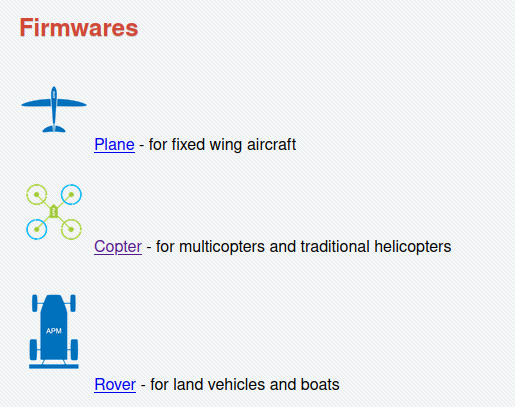 Firmwares
Plane - for fixed wing aircraft
Copter - for multicopters and traditional helicopters
APM
Rover - for land vehicles and boats